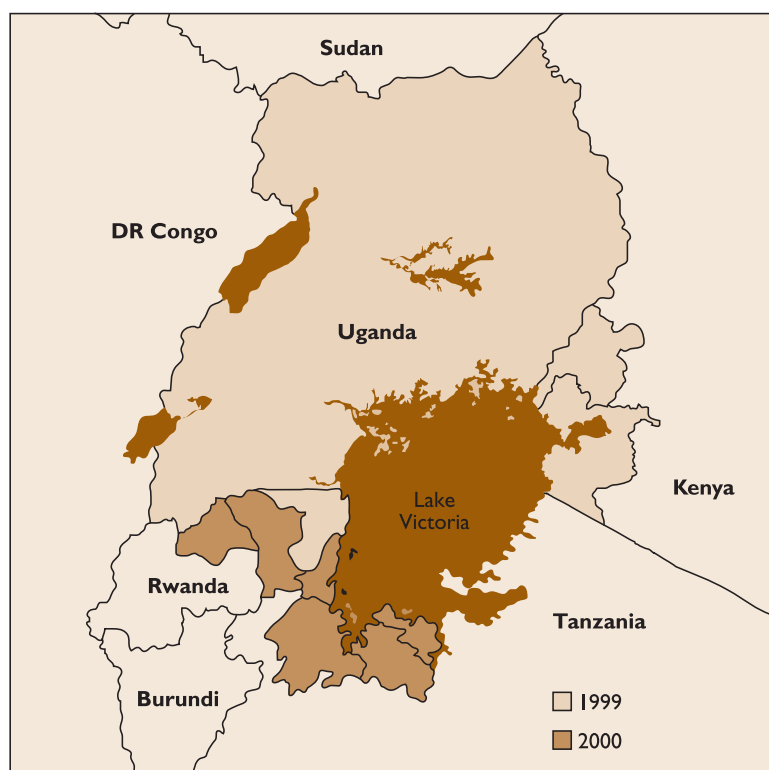 Sudan
DR Congo
Uganda
Lake
Victoria
Kenya
Rwanda
Tanzania
Burundi
1999
2000